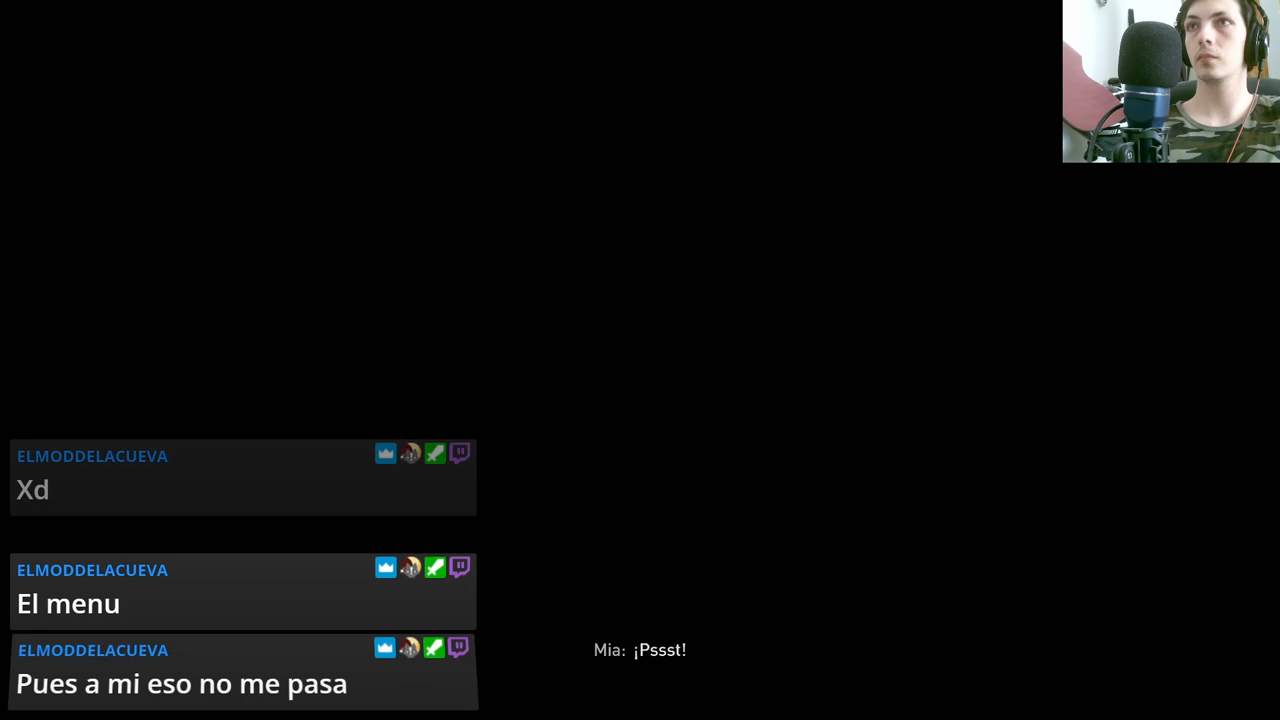 ELMODDELACUEVA
Xd
ELMODDELACUEVA
El menu
ELMODDELACUEVA
Pues a mi eso no me pasa
Mia: ¡Pssst!